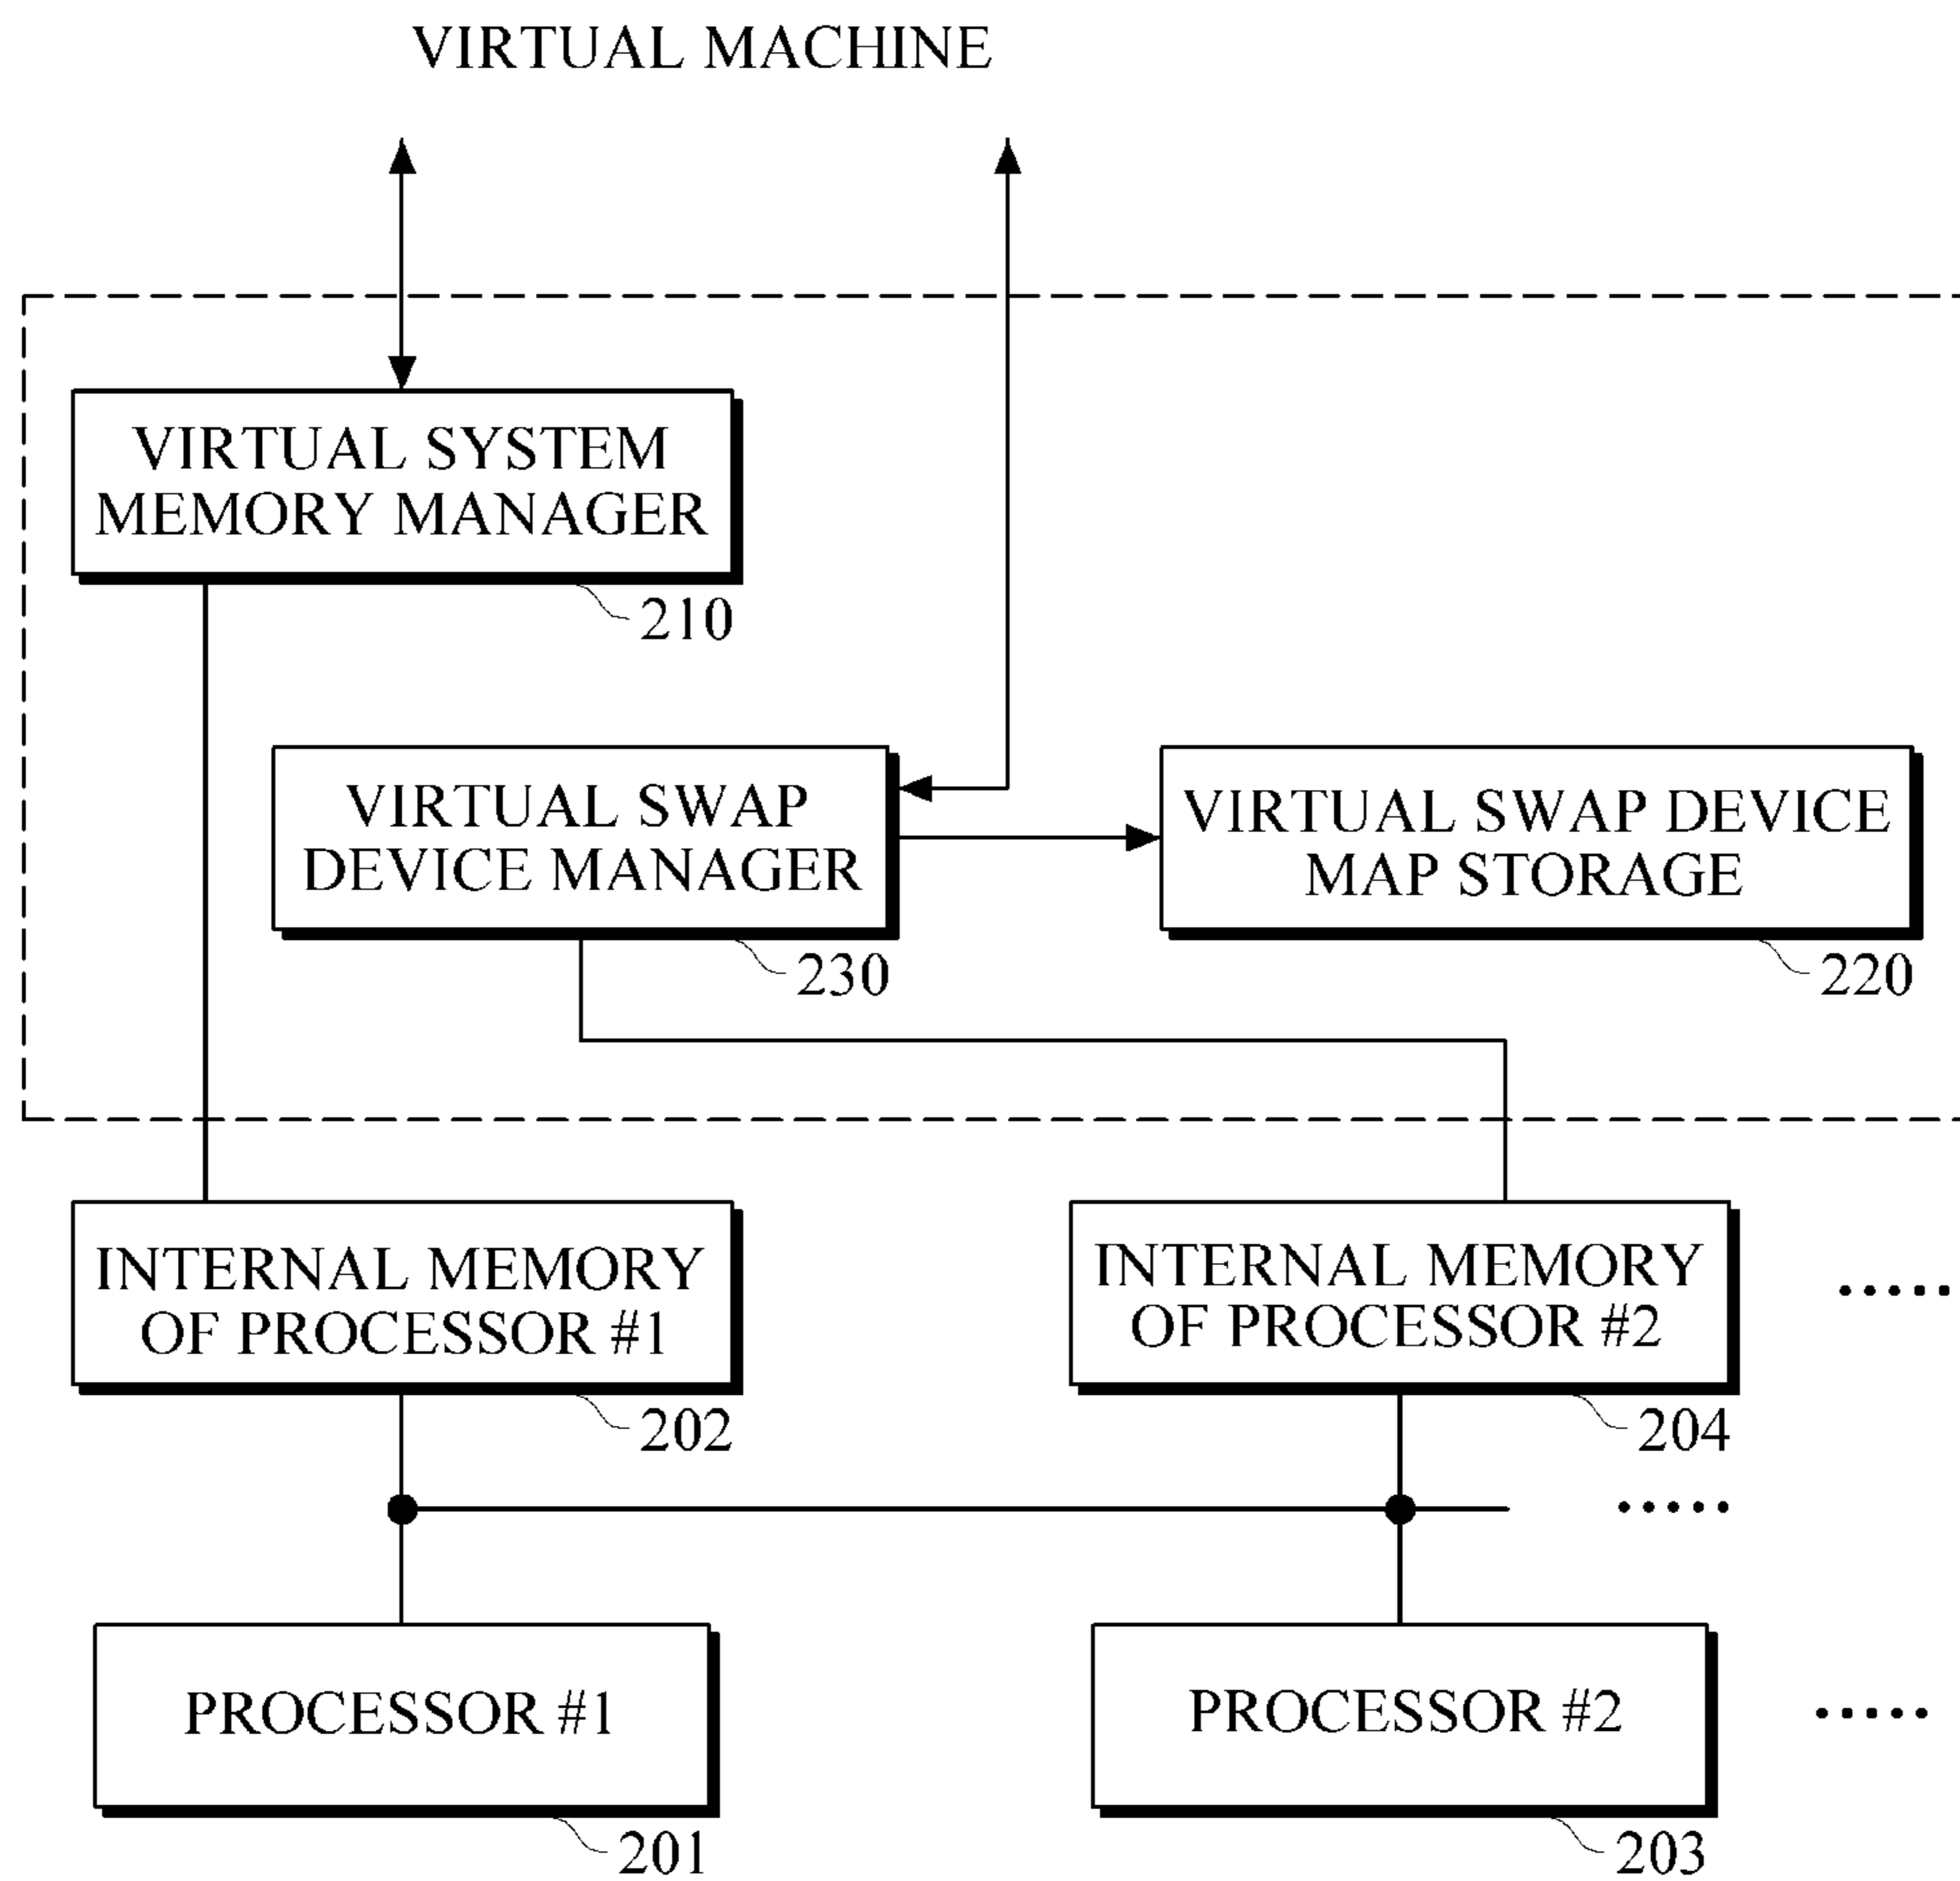 VIRTUAL MACHINE
VIRTUAL SYSTEM
MEMORY MANAGER
210
VIRTUAL SWAP
DEVICE MANAGER
230
VIRTUAL SWAP DEVICE
MAP STORAGE
220
INTERNAL MEMORY
OF PROCESSOR #1
202
INTERNAL MEMORY
OF PROCESSOR #2
204
.....
.....
PROCESSOR #1
201
PROCESSOR #2
203
.....